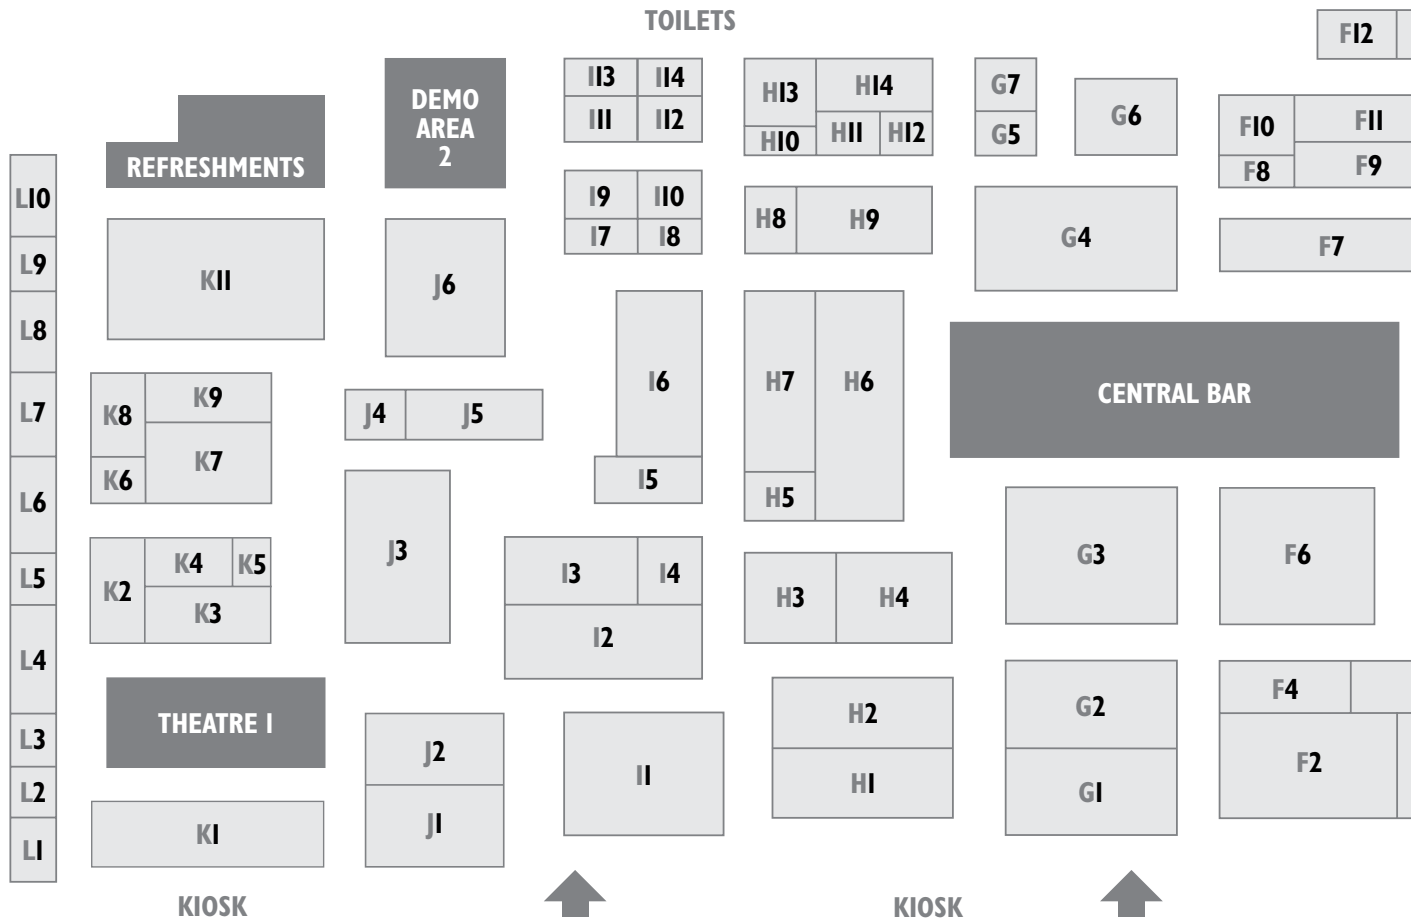 TOILETS
F12
I13 I14
H13 H14
G7
G6
DEMO
AREA
2
I11 I12
H10 H11 H12
G5
F10 F11
F8 F9
REFRESHMENTS
L10
I9 I10
I7 I8
H8 H9
G4
F7
L9
K11
J6
L8
I6
H7 H6
CENTRAL BAR
L7
K8 K9
K7
K6
J4 J5
L6
I5
H5
J3
G3
F6
L5
K2 K4 K5
K3
I3 I4
I2
H3 H4
L4
THEATRE 1
L3
J2
I1
H2
G2
F4
F2
L2
J1
H1
G1
K1
L1
KIOSK
KIOSK